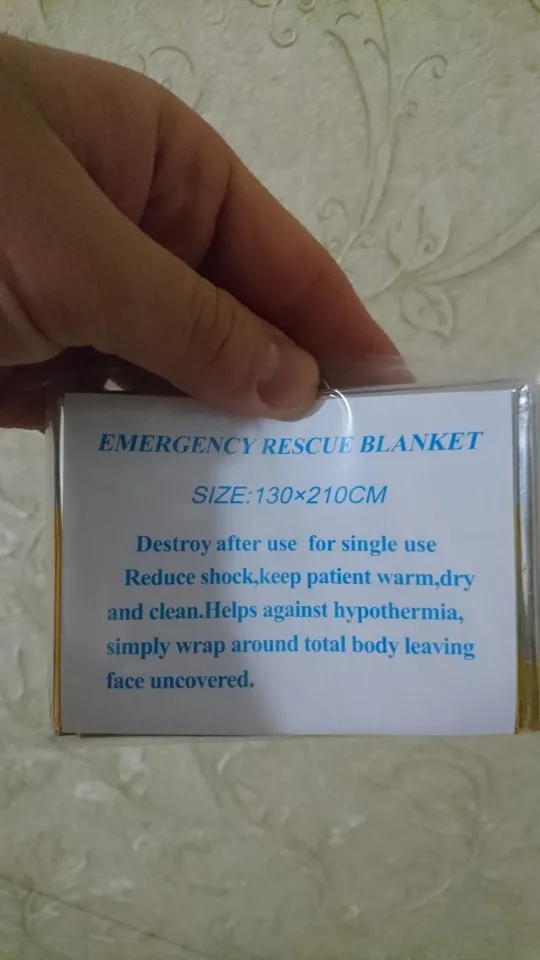 EMERGENCY RESCUE BLANKET
SIZE:130×210CM
Destroy after use for single use
Reduce shock,keep patient warm,dry
and clean.Helps against hypothermia,
simply wrap around total body leaving
face uncovered.